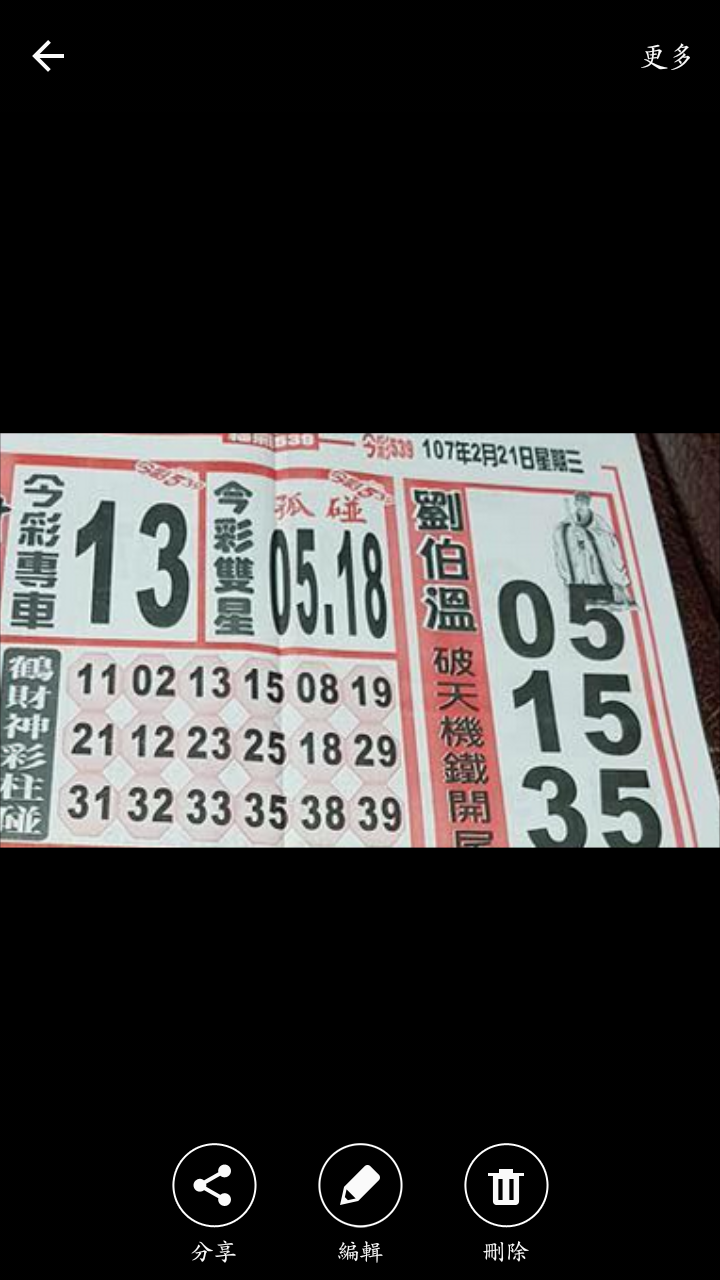 更多
今彩539 107年2月21日星期三
今彩專車
13
今彩雙星
孤碰
05.18
鶴財神彩柱碰
11 02 13 15 08 19
21 12 23 25 18 29
31 32 33 35 38 39
劉伯溫
破天機鐵開尾
05
15
35
分享
編輯
刪除